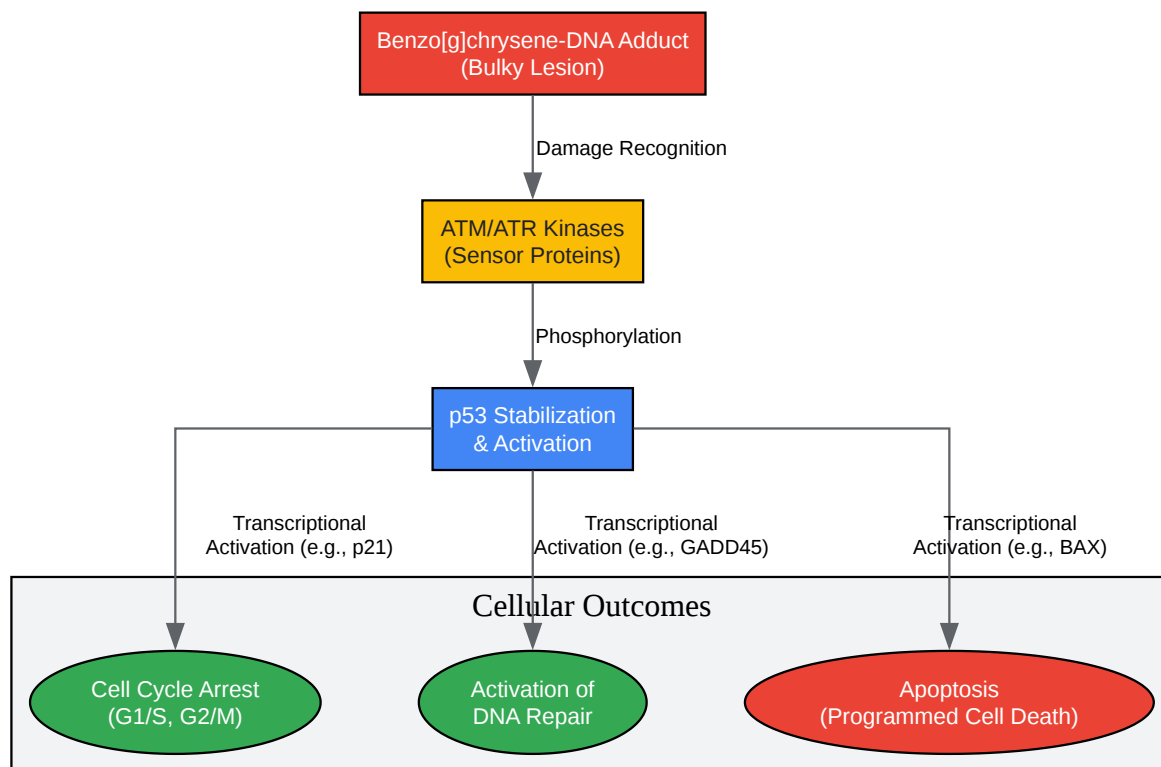 Benzo[g]chrysene-DNA Adduct
(Bulky Lesion)
Damage Recognition
ATM/ATR Kinases
(Sensor Proteins)
Phosphorylation
p53 Stabilization
& Activation
Transcriptional
Activation (e.g., p21)
Transcriptional
Activation (e.g., GADD45)
Transcriptional
Activation (e.g., BAX)
Cellular Outcomes
Cell Cycle Arrest
(G1/S, G2/M)
Activation of
DNA Repair
Apoptosis
(Programmed Cell Death)